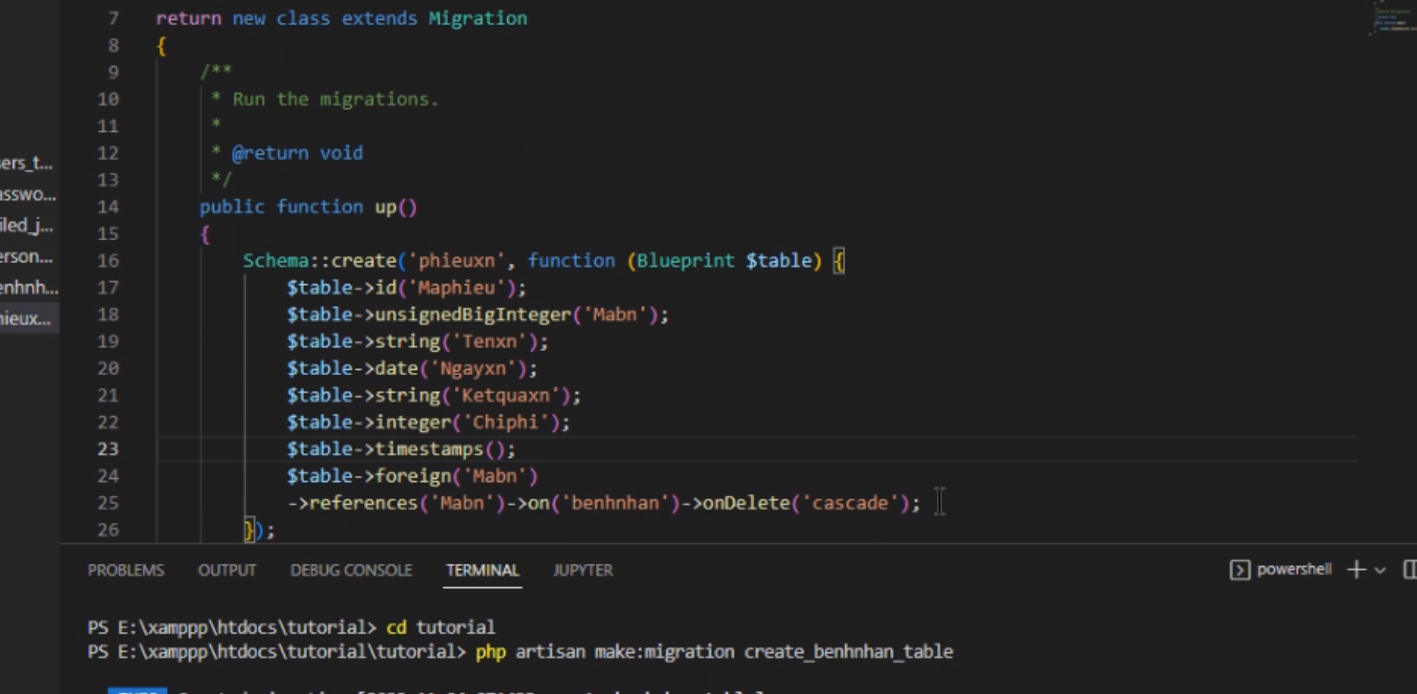 7 return new class extends Migration
8 {
9 /**
10 * Run the migrations.
11 *
12 * @return void
13 */
14 public function up()
15 {
16 Schema::create('phieuxn', function (Blueprint $table) {
17 $table->id('Maphieu');
18 $table->unsignedBigInteger('Mabn');
19 $table->string('Tenxn');
20 $table->date('Ngayxn');
21 $table->string('Ketquaxn');
22 $table->integer('Chiphi');
23 $table->timestamps();
24 $table->foreign('Mabn')
25 ->references('Mabn')->on('benhnhan')->onDelete('cascade');
26 });
ers_t...
asswo...
iled_j...
erson...
enhnh...
hieux...
PROBLEMS OUTPUT DEBUG CONSOLE TERMINAL JUPYTER powershell
PS E:\xamppp\htdocs\tutorial> cd tutorial
PS E:\xamppp\htdocs\tutorial\tutorial> php artisan make:migration create_benhnhan_table